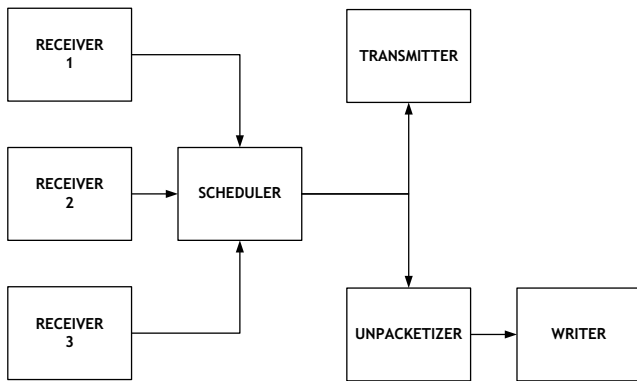 RECEIVER
1
TRANSMITTER
RECEIVER
2
SCHEDULER
RECEIVER
3
UNPACKETIZER
WRITER